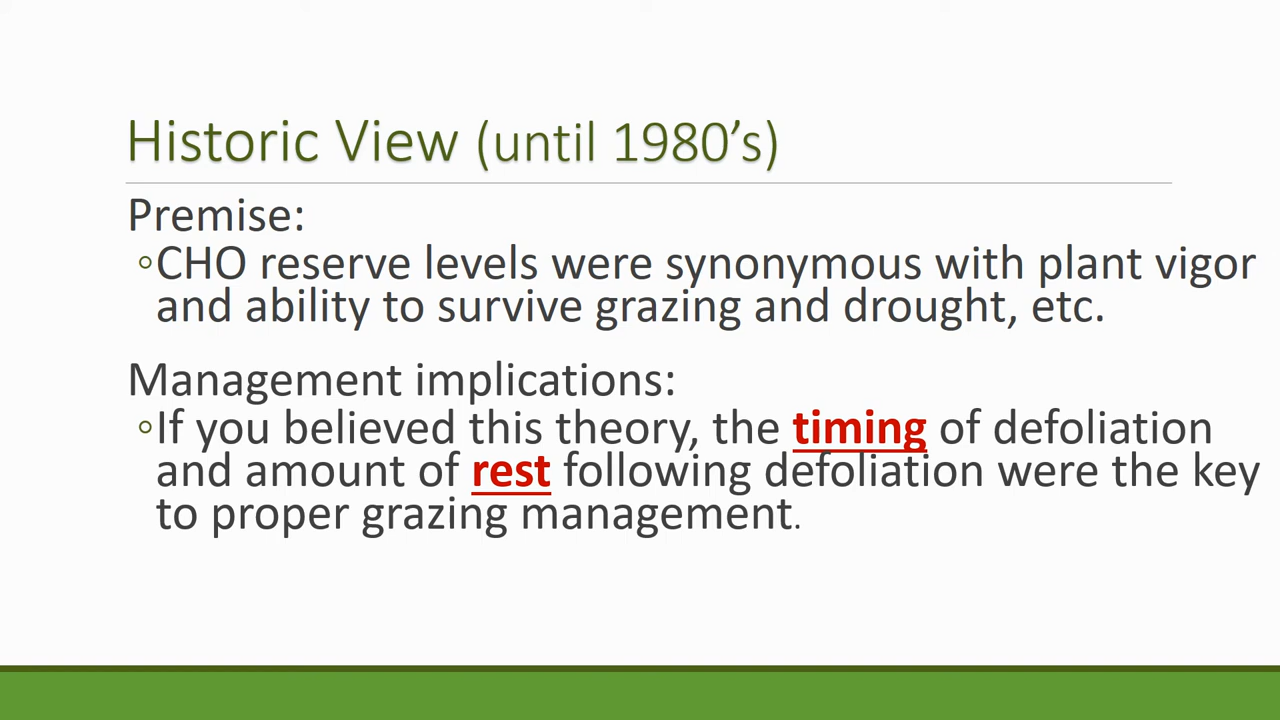 Historic View (until 1980’s)
Premise:
◦CHO reserve levels were synonymous with plant vigor
and ability to survive grazing and drought, etc.
Management implications:
◦If you believed this theory, the timing of defoliation
and amount of rest following defoliation were the key
to proper grazing management.